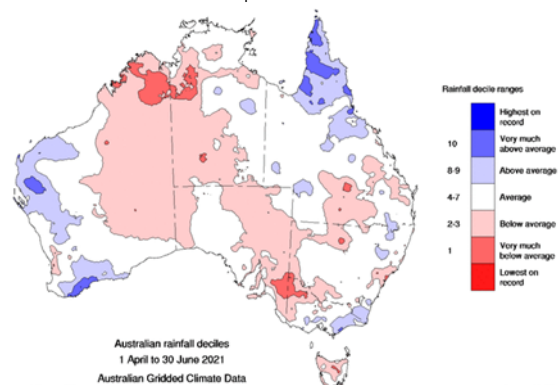 Rainfall decile ranges
Highest on
record
10
Very much
above average
8-9
Above average
4-7
Average
2-3
Below average
1
Very much
below average
Lowest on
record
Australian rainfall deciles
1 April to 30 June 2021
Australian Gridded Climate Data